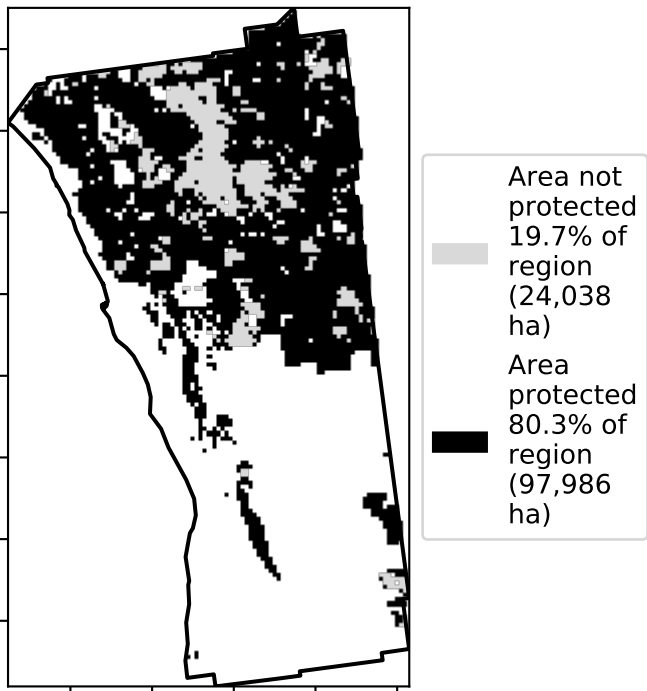 Area not
protected
19.7% of
region
(24,038
ha)
Area
protected
80.3% of
region
(97,986
ha)